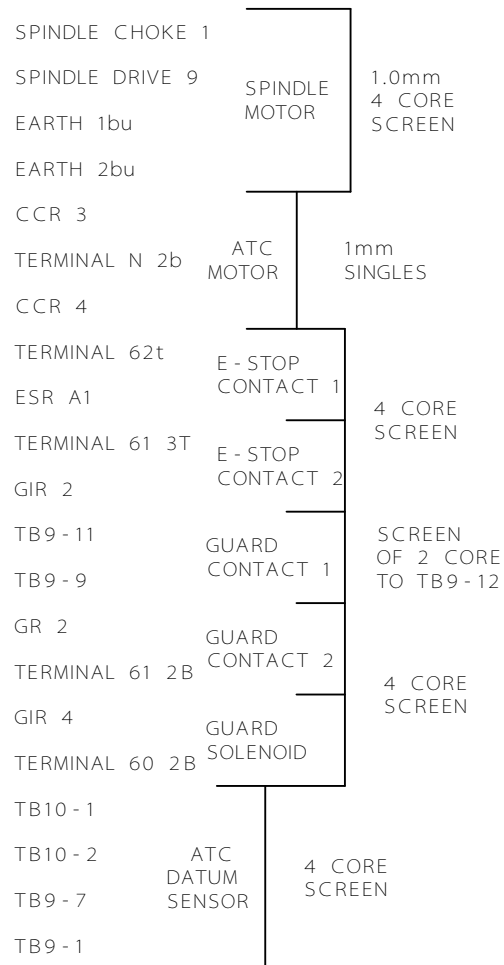 SPINDLE CHOKE 1
SPINDLE DRIVE 9
EARTH 1bu
EARTH 2bu
CCR 3
TERMINAL N 2b
CCR 4
TERMINAL 62t
ESR A1
TERMINAL 61 3T
GIR 2
TB9-11
TB9-9
GR 2
TERMINAL 61 2B
GIR 4
TERMINAL 60 2B
TB10-1
TB10-2
TB9-7
TB9-1
SPINDLE
MOTOR
ATC
MOTOR
E-STOP
CONTACT 1
E-STOP
CONTACT 2
GUARD
CONTACT 1
GUARD
CONTACT 2
GUARD
SOLENOID
ATC
DATUM
SENSOR
1.0mm
4 CORE
SCREEN
1mm
SINGLES
4 CORE
SCREEN
SCREEN
OF 2 CORE
TO TB9-12
4 CORE
SCREEN
4 CORE
SCREEN